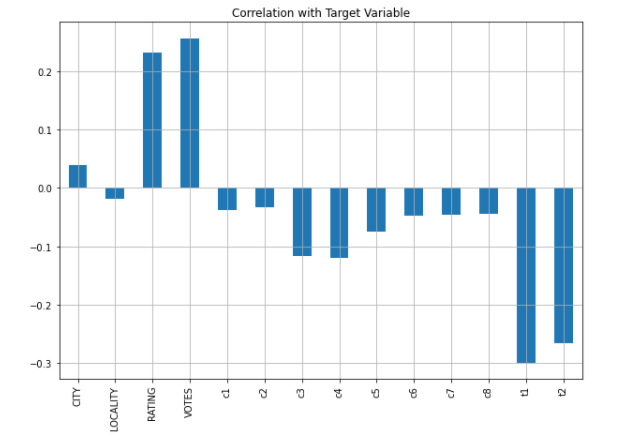 Correlation with Target Variable
0.2
0.1
0.0
−0.1
−0.2
−0.3
CITY
LOCALITY
RATING
VOTES
c1
c2
c3
c4
c5
c6
c7
c8
t1
t2